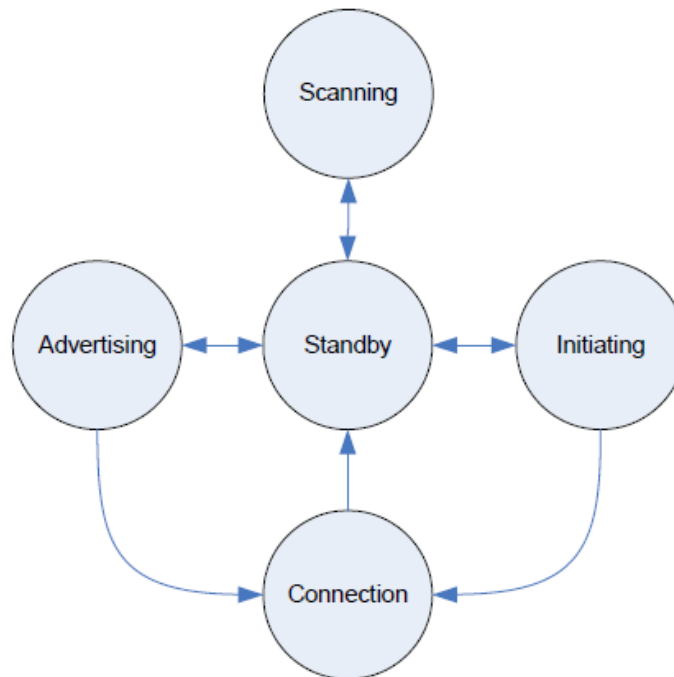 Scanning
Advertising
Standby
Initiating
Connection